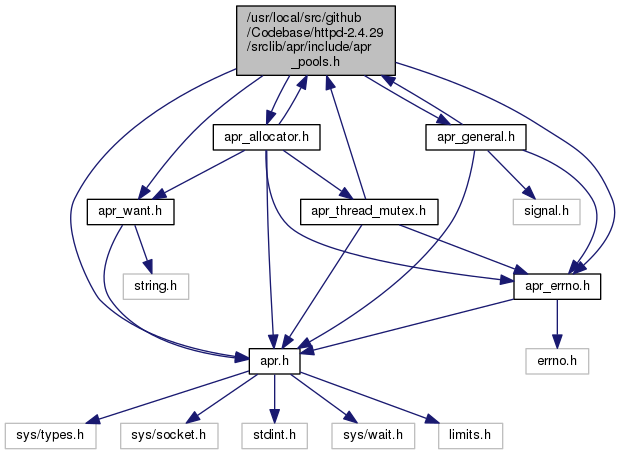 /usr/local/src/github
/Codebase/httpd-2.4.29
/srclib/apr/include/apr
_pools.h
apr_allocator.h
apr_general.h
apr_want.h
apr_thread_mutex.h
signal.h
string.h
apr_errno.h
apr.h
errno.h
sys/types.h
sys/socket.h
stdint.h
sys/wait.h
limits.h